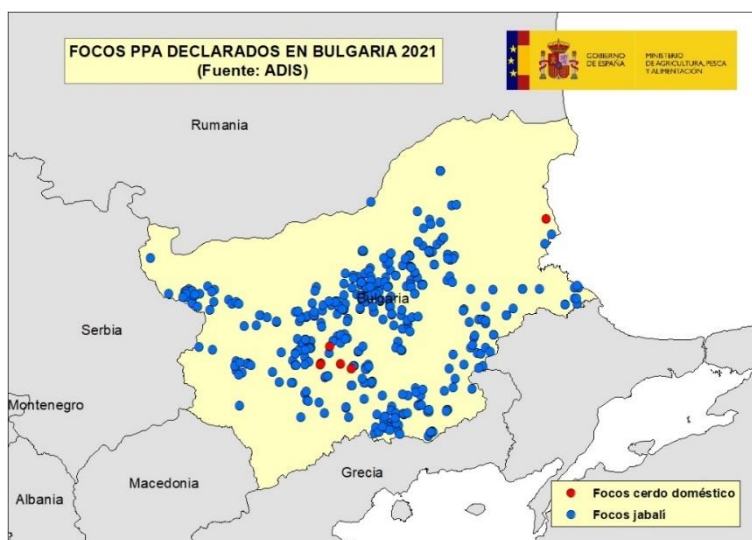 FOCOS PPA DECLARADOS EN BULGARIA 2021
(Fuente: ADIS)
GOBIERNO
DE ESPAÑA
MINISTERIO
DE AGRICULTURA, PESCA
Y ALIMENTACIÓN
Rumania
Bulgaria
Serbia
Montenegro
Macedonia
Albania
Grecia
Focos cerdo doméstico
Focos jabalí